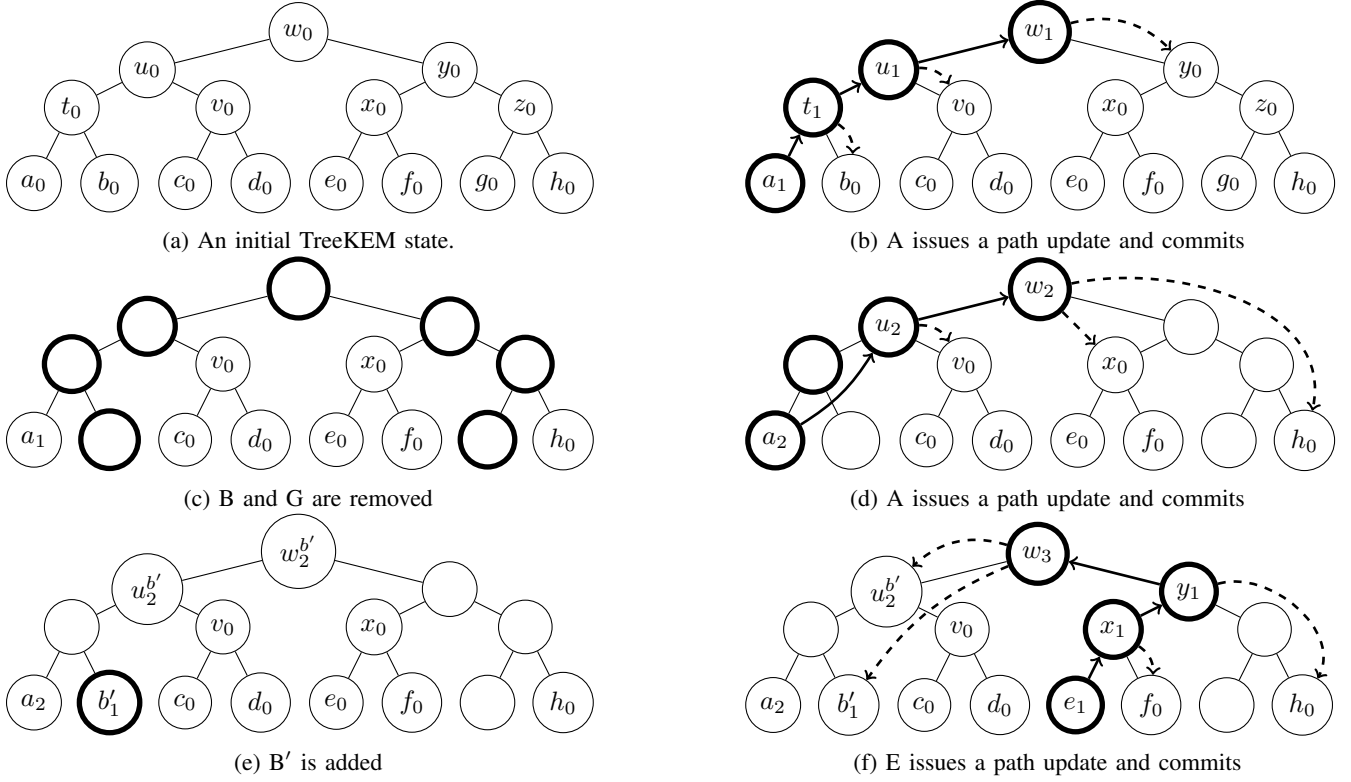 w₀ w₁
u₀ y₀ u₁ y₀
t₀ v₀ x₀ z₀ t₁ v₀ x₀ z₀
a₀ b₀ c₀ d₀ e₀ f₀ g₀ h₀ a₁ b₀ c₀ d₀ e₀ f₀ g₀ h₀
(a) An initial TreeKEM state. (b) A issues a path update and commits
w₂
u₂
v₀ x₀ v₀ x₀
a₁ c₀ d₀ e₀ f₀ h₀ a₂ c₀ d₀ e₀ f₀ h₀
(c) B and G are removed (d) A issues a path update and commits
w₂^{b′} w₃
u₂^{b′} u₂^{b′} y₁
v₀ x₀ v₀ x₁
a₂ b′₁ c₀ d₀ e₀ f₀ h₀ a₂ b′₁ c₀ d₀ e₁ f₀ h₀
(e) B′ is added (f) E issues a path update and commits